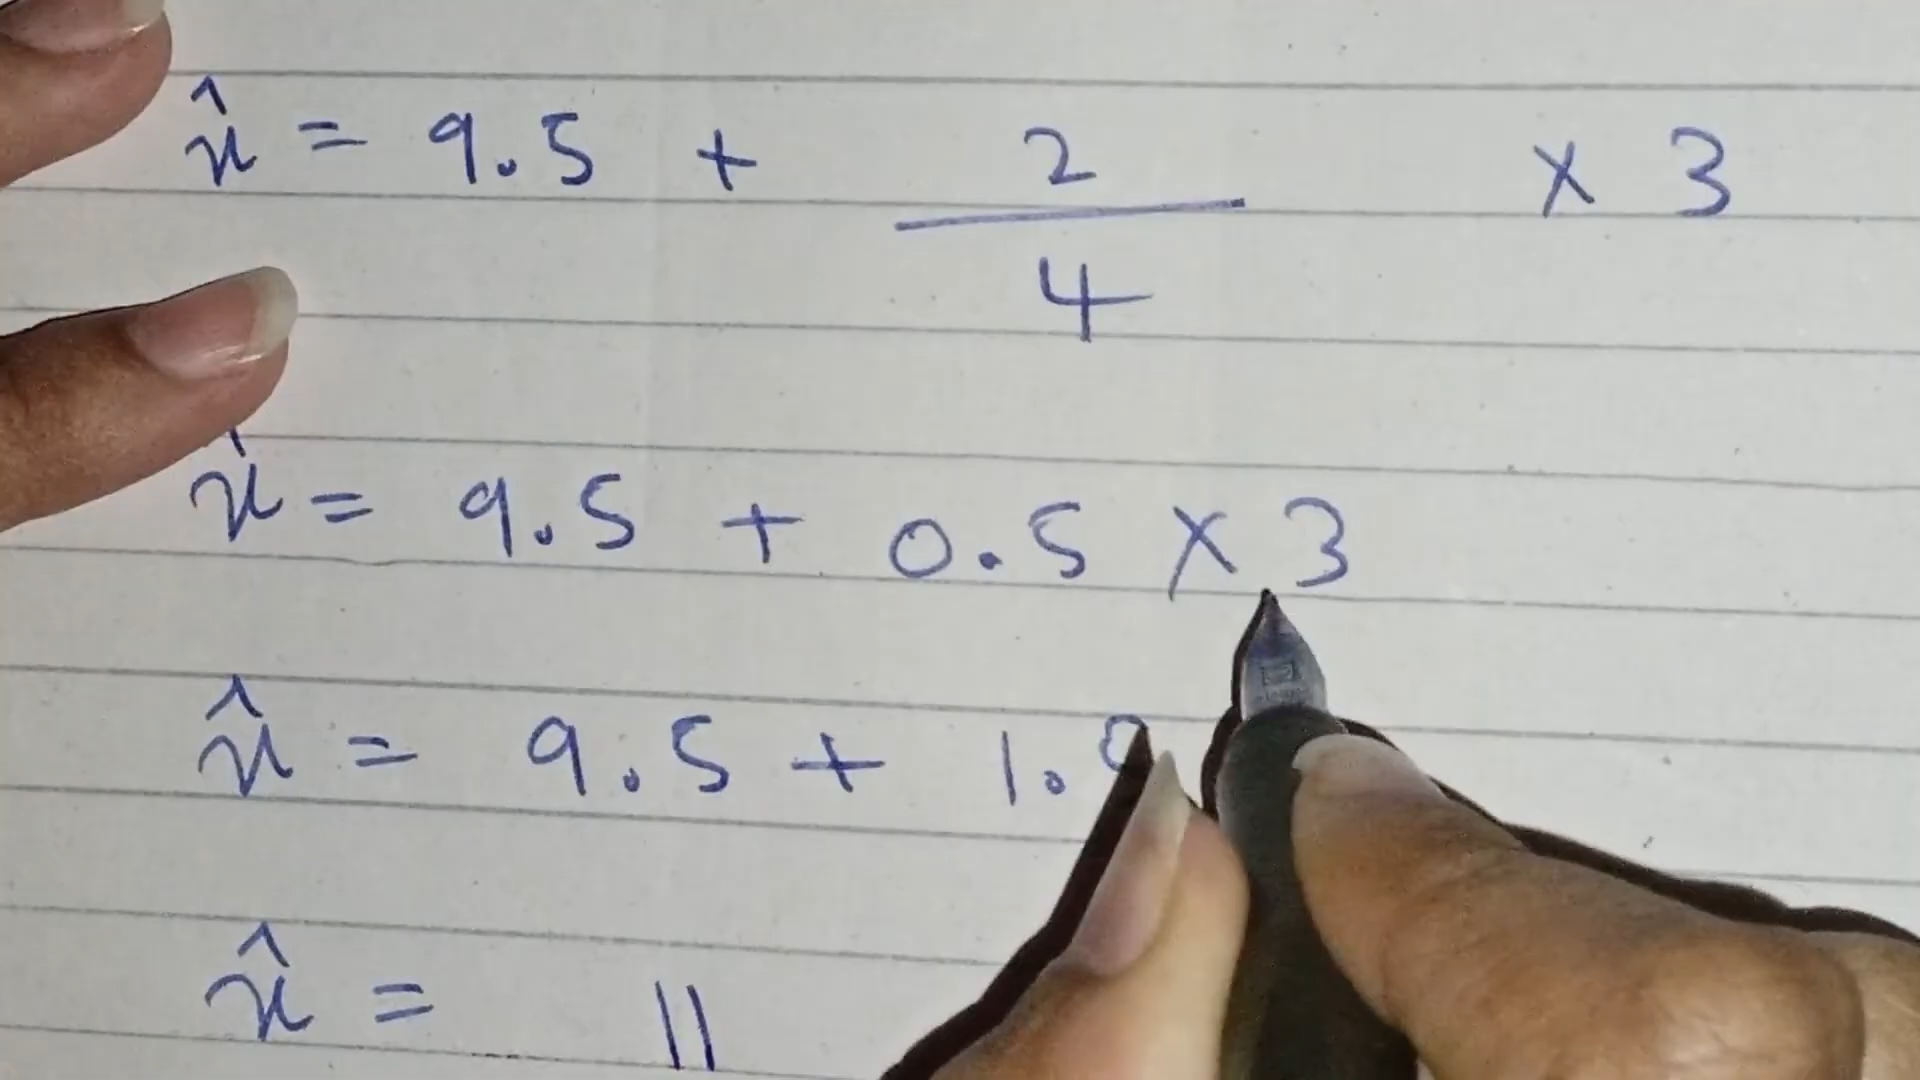 x̂ = 9.5 + 2/4 × 3
x̂ = 9.5 + 0.5 × 3
x̂ = 9.5 + 1.
x̂ = 11